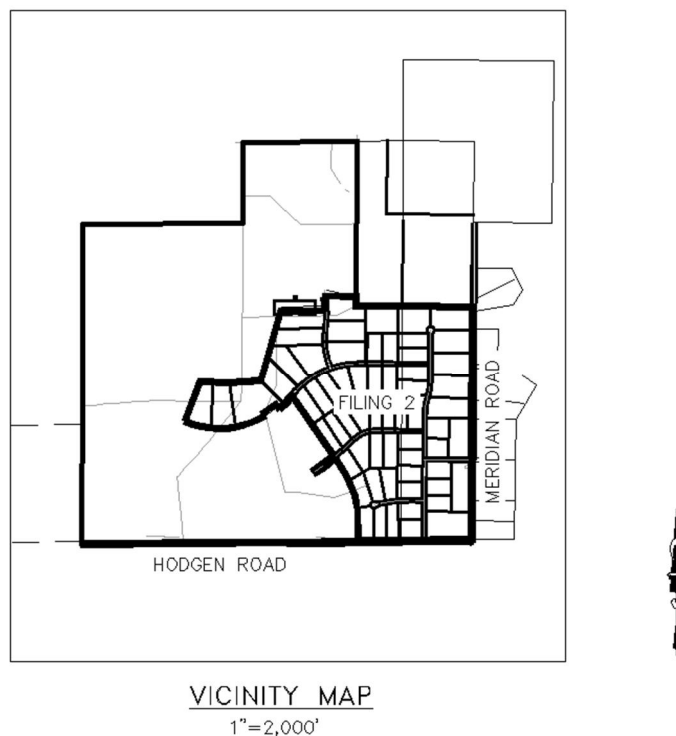 FILING 2
MERIDIAN ROAD
HODGEN ROAD
VICINITY MAP
1"=2,000'